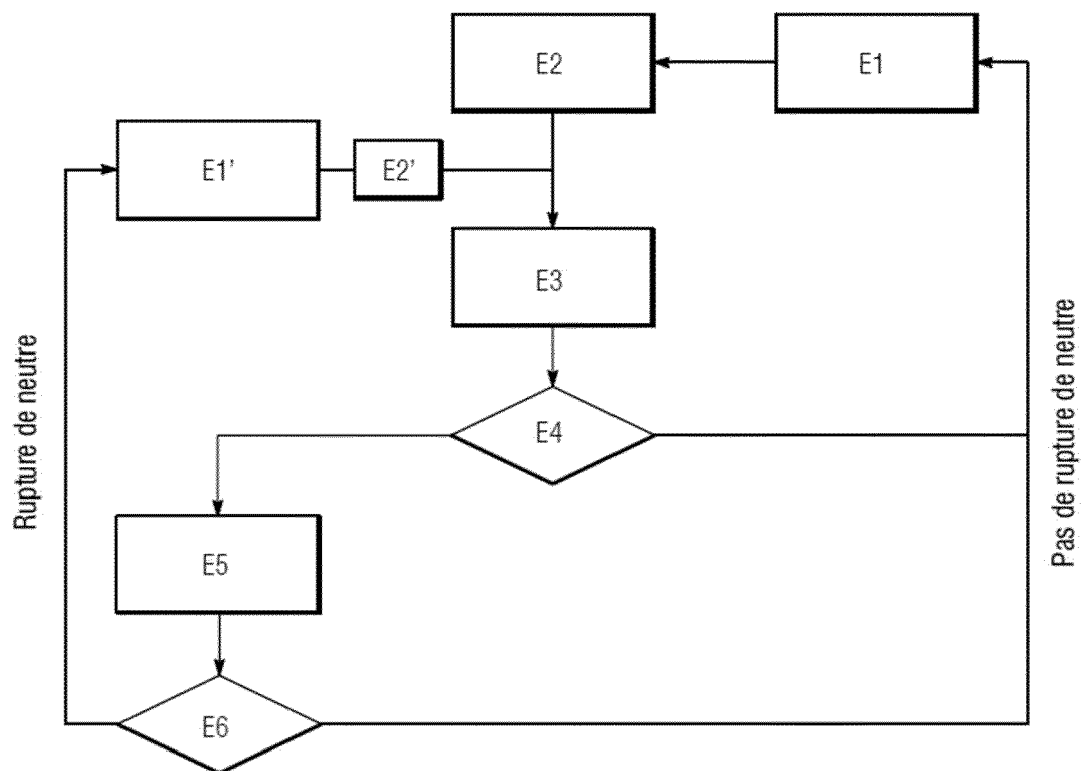 E2
E1
E1’
E2’
E3
Rupture de neutre
Pas de rupture de neutre
E4
E5
E6